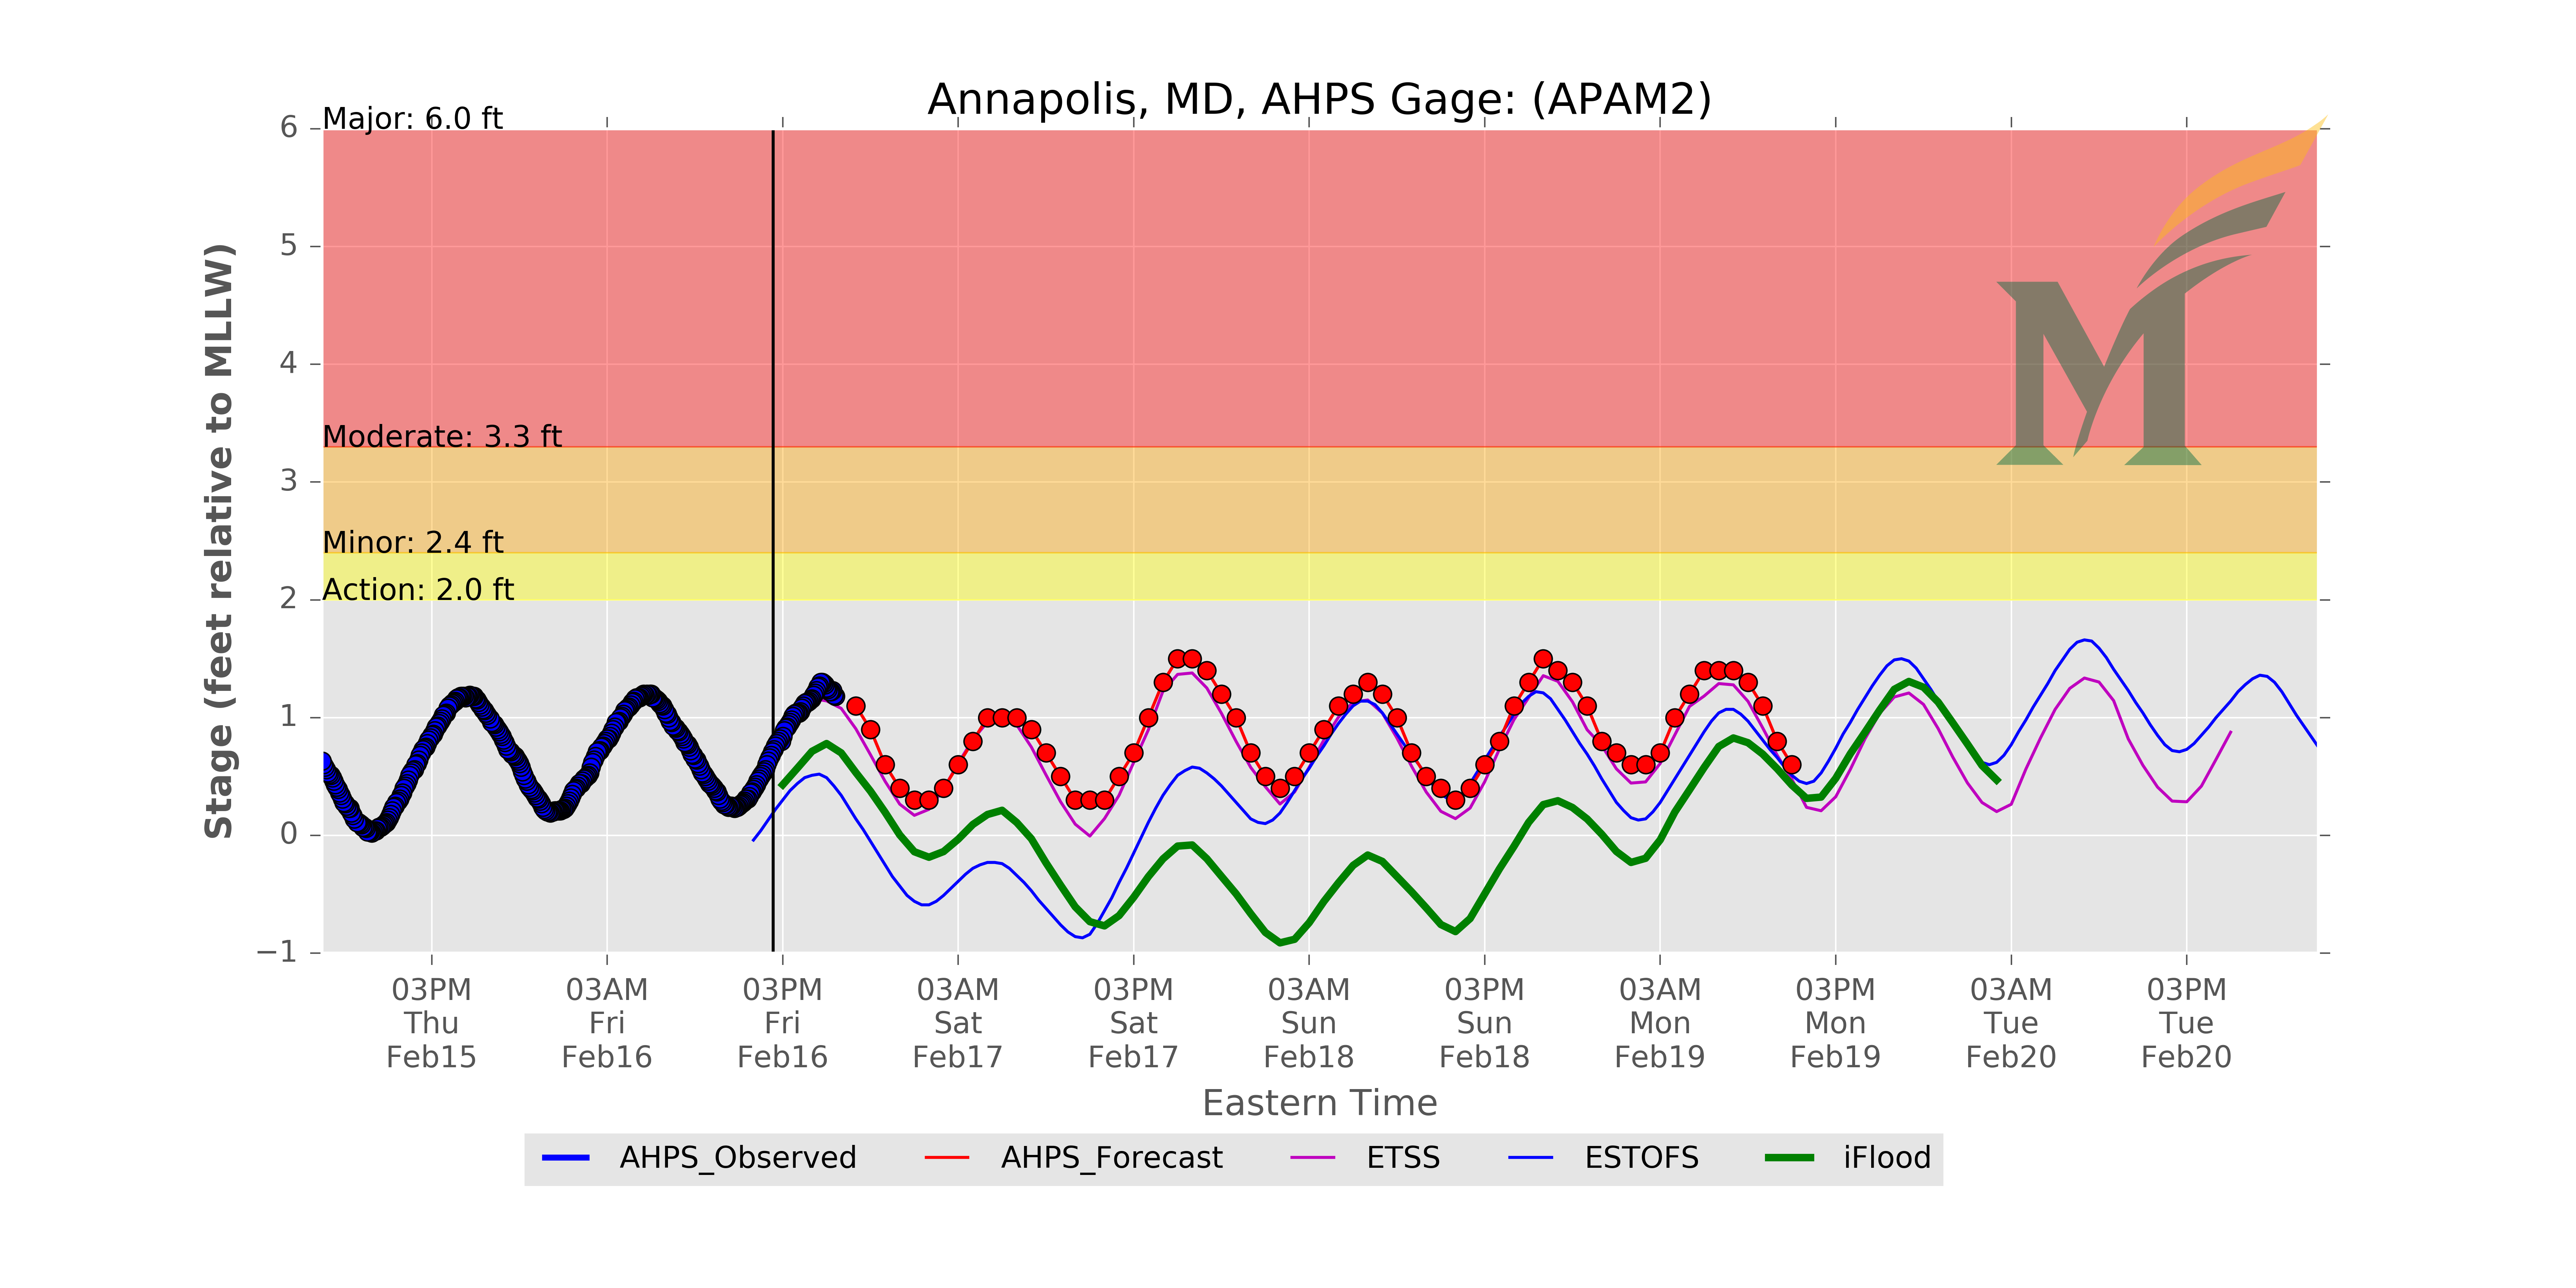 Annapolis, MD, AHPS Gage: (APAM2)
Major: 6.0 ft
Moderate: 3.3 ft
Minor: 2.4 ft
Action: 2.0 ft
Stage (feet relative to MLLW)
6
5
4
3
2
1
0
−1
03PM 03AM 03PM 03AM 03PM 03AM 03PM 03AM 03PM 03AM 03PM
Thu Fri Fri Sat Sat Sun Sun Mon Mon Tue Tue
Feb15 Feb16 Feb16 Feb17 Feb17 Feb18 Feb18 Feb19 Feb19 Feb20 Feb20
Eastern Time
AHPS_Observed AHPS_Forecast ETSS ESTOFS iFlood
M